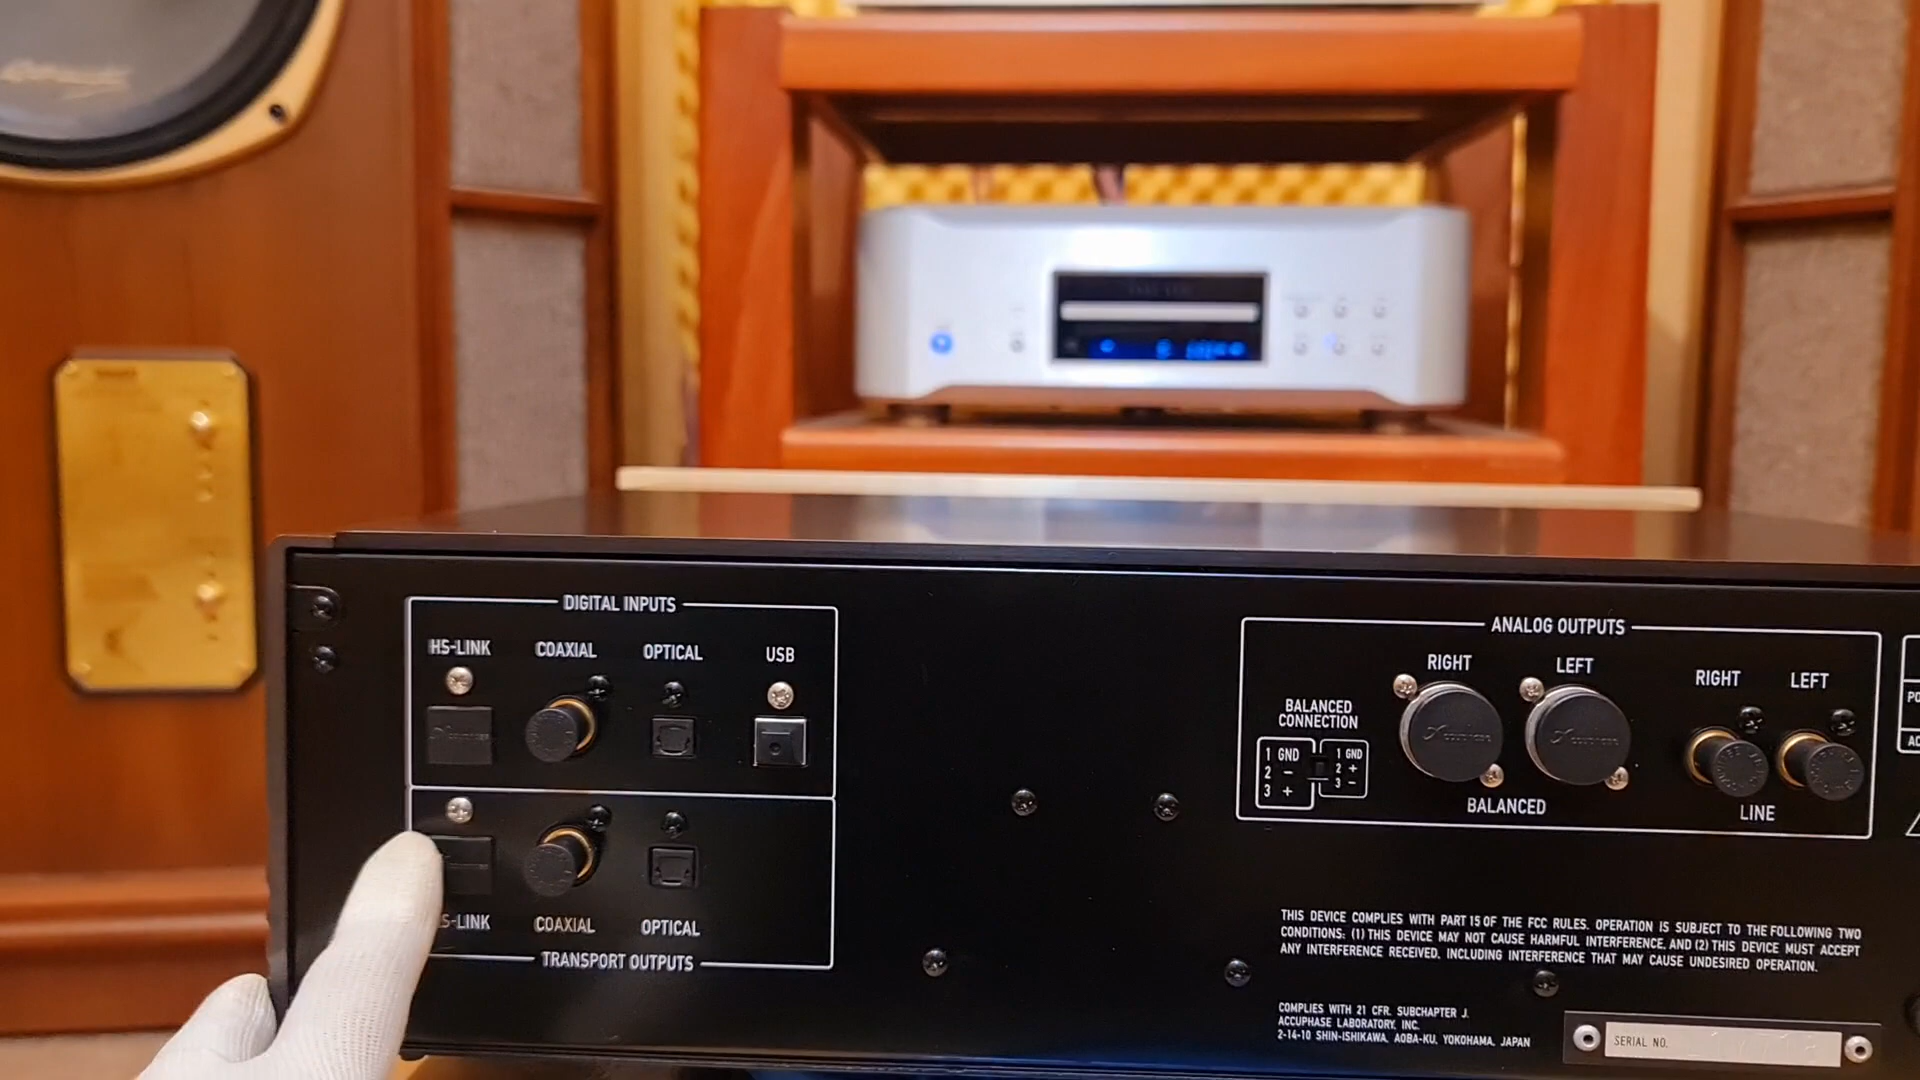 DIGITAL INPUTS
HS-LINK COAXIAL OPTICAL USB
S-LINK COAXIAL OPTICAL
TRANSPORT OUTPUTS
ANALOG OUTPUTS
RIGHT LEFT RIGHT LEFT
BALANCED
CONNECTION
1 GND 1 GND
2 − 2 +
3 + 3 −
Accuphase Accuphase
BALANCED LINE
THIS DEVICE COMPLIES WITH PART 15 OF THE FCC RULES. OPERATION IS SUBJECT TO THE FOLLOWING TWO
CONDITIONS: (1) THIS DEVICE MAY NOT CAUSE HARMFUL INTERFERENCE, AND (2) THIS DEVICE MUST ACCEPT
ANY INTERFERENCE RECEIVED, INCLUDING INTERFERENCE THAT MAY CAUSE UNDESIRED OPERATION.
COMPLIES WITH 21 CFR, SUBCHAPTER J.
ACCUPHASE LABORATORY, INC.
2-14-10 SHIN-ISHIKAWA, AOBA-KU, YOKOHAMA, JAPAN
SERIAL NO.
PO
AC